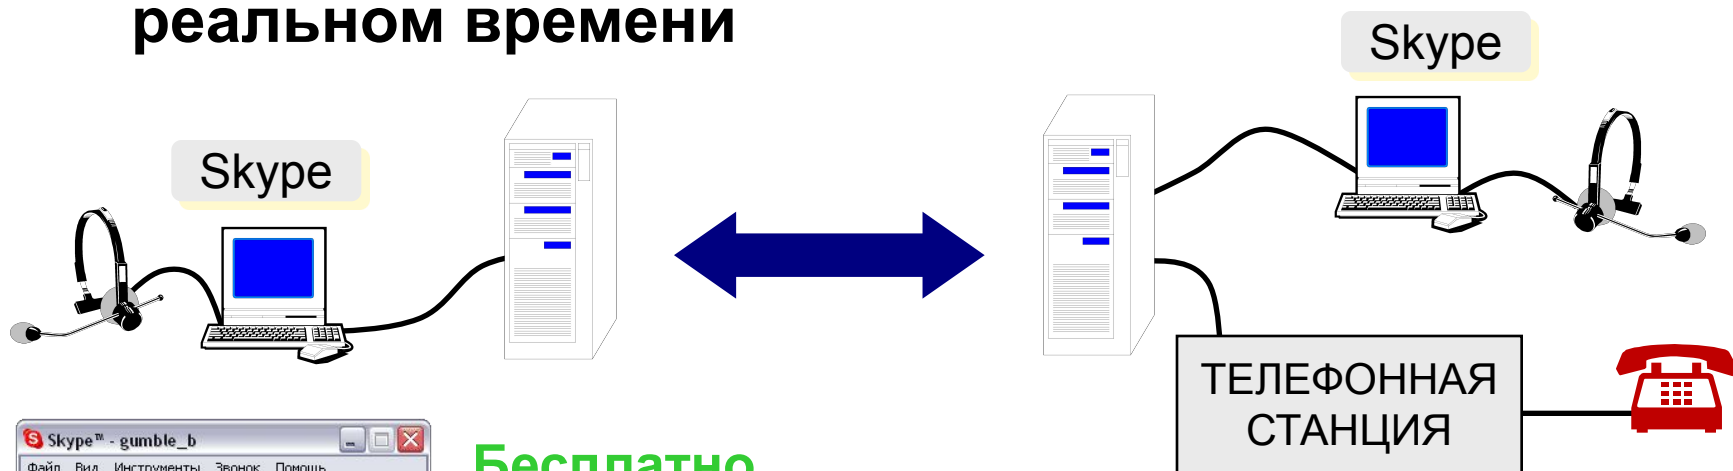 реальном времени
Skype
Skype
ТЕЛЕФОННАЯ
СТАНЦИЯ
Skype™ - gumble_b
Файл Вид Инструменты Звонок Помощь
Бесплатно